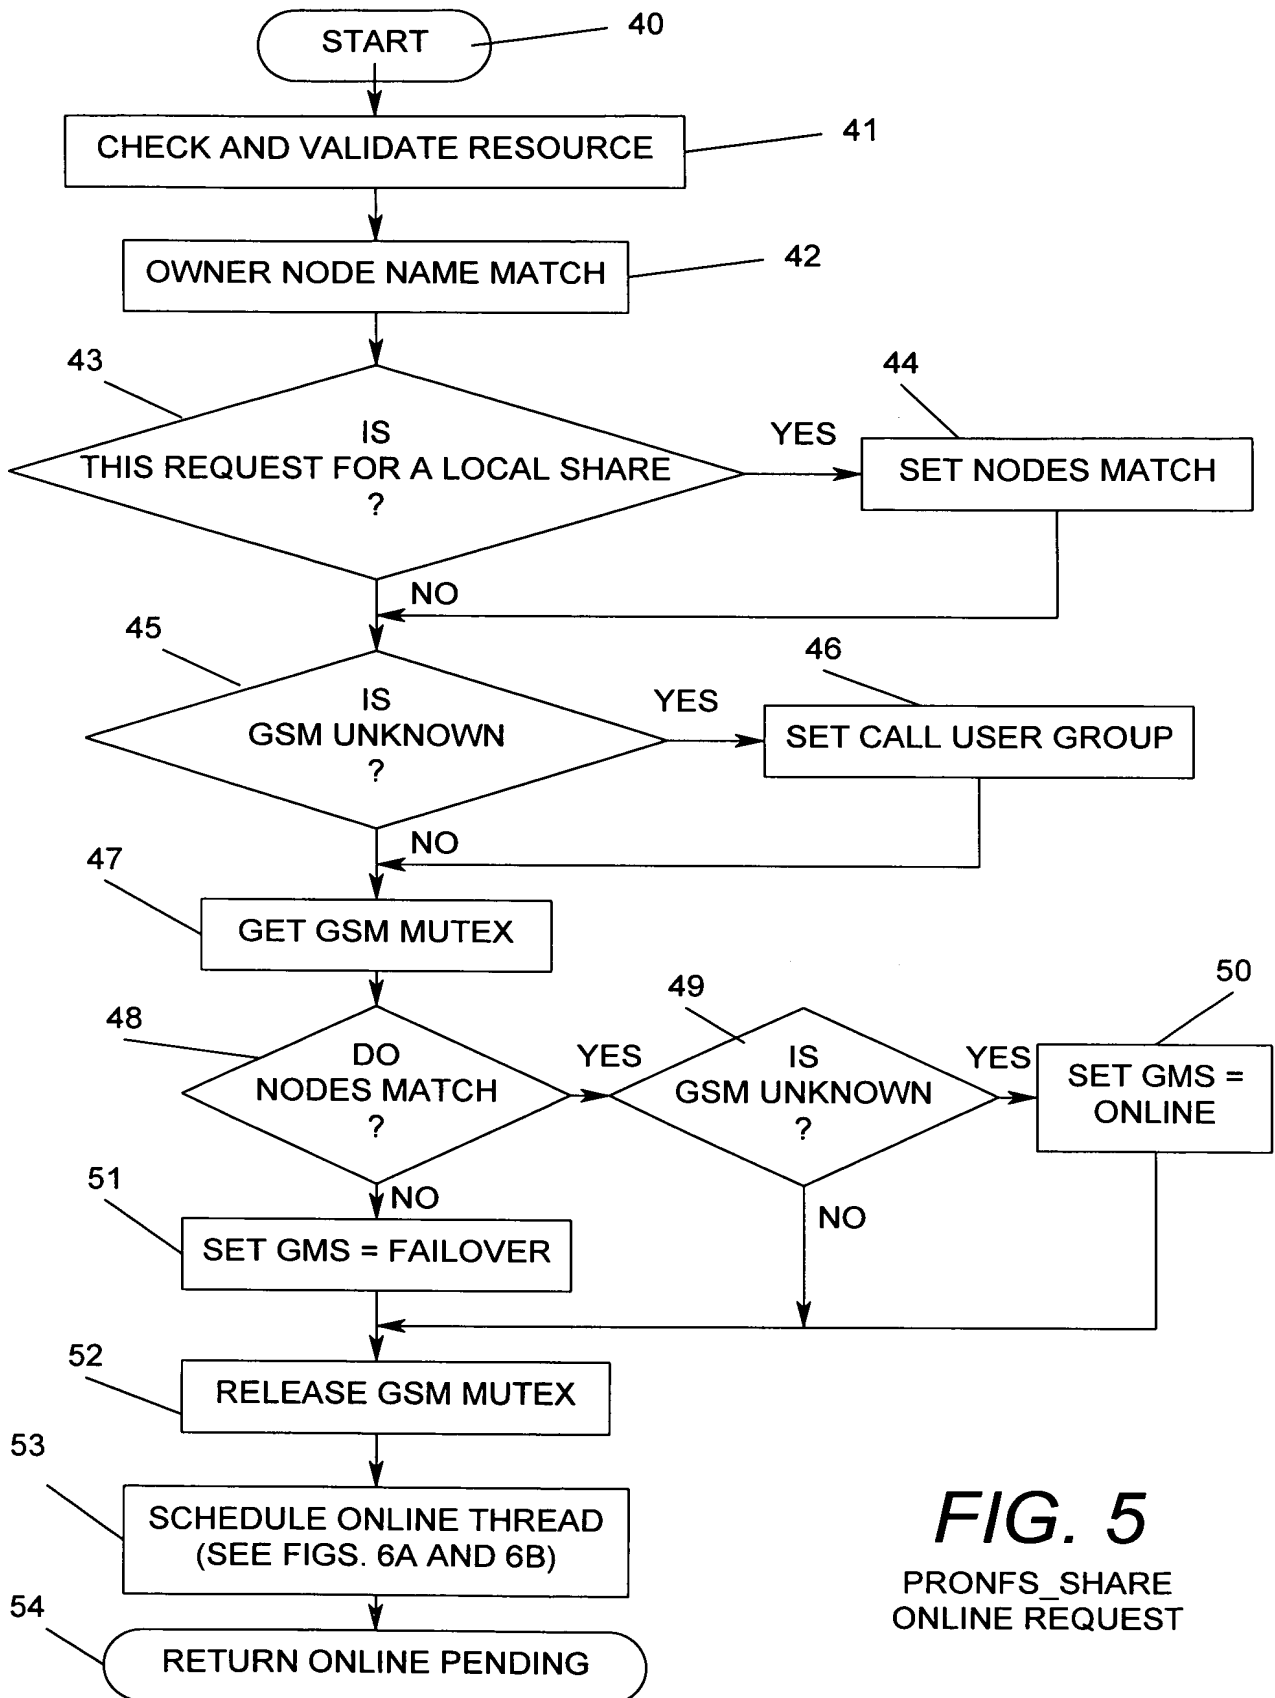 START
40
CHECK AND VALIDATE RESOURCE
41
OWNER NODE NAME MATCH
42
43
IS
THIS REQUEST FOR A LOCAL SHARE
?
YES
44
SET NODES MATCH
NO
45
IS
GSM UNKNOWN
?
YES
46
SET CALL USER GROUP
NO
47
GET GSM MUTEX
48
DO
NODES MATCH
?
YES
49
IS
GSM UNKNOWN
?
YES
50
SET GMS =
ONLINE
NO
NO
51
SET GMS = FAILOVER
52
RELEASE GSM MUTEX
53
SCHEDULE ONLINE THREAD
(SEE FIGS. 6A AND 6B)
54
RETURN ONLINE PENDING
FIG. 5
PRONFS_SHARE
ONLINE REQUEST